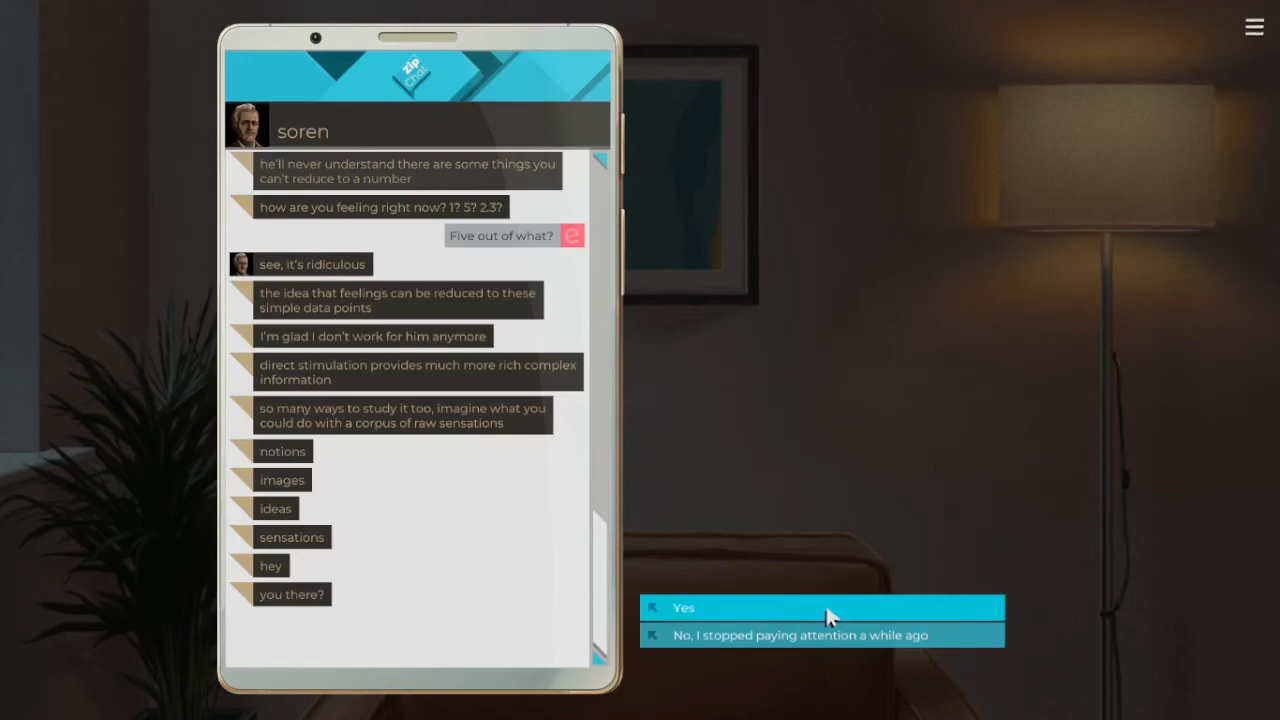 zip
chat
soren
he'll never understand there are some things you
can't reduce to a number
how are you feeling right now? 1? 5? 2.3?
Five out of what?
e
see, it's ridiculous
the idea that feelings can be reduced to these
simple data points
I'm glad I don't work for him anymore
direct stimulation provides much more rich complex
information
so many ways to study it too, imagine what you
could do with a corpus of raw sensations
notions
images
ideas
sensations
hey
you there?
Yes
No, I stopped paying attention a while ago